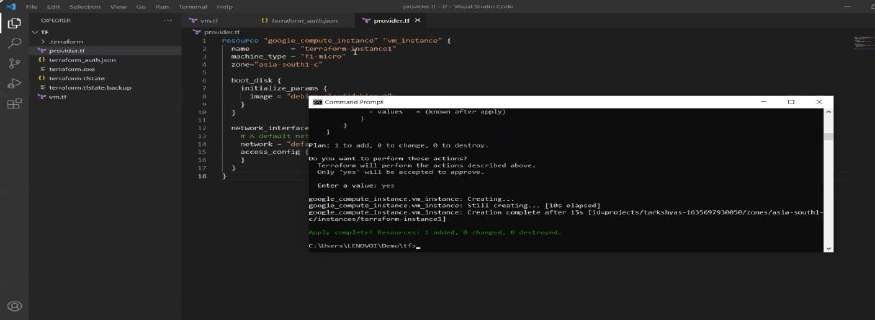 File Edit Selection View Go Run Terminal Help
provider.tf - tf - Visual Studio Code
EXPLORER
TF
.terraform
provider.tf
terraform_auth.json
terraform.exe
terraform.tfstate
terraform.tfstate.backup
vm.tf
vm.tf
terraform_auth.json
provider.tf
provider.tf
1 resource "google_compute_instance" "vm_instance" {
2 name = "terraform-instance1"
3 machine_type = "f1-micro"
4 zone="asia-south1-c"
5
6 boot_disk {
7 initialize_params {
8 image =
9 }
10 }
11
12 network_interface
13 # A default net
14 network = "defa
15 access_config {
16 }
17 }
18 }
Command Prompt
+ values = (known after apply)
}
}
}
Plan: 1 to add, 0 to change, 0 to destroy.
Do you want to perform these actions?
Terraform will perform the actions described above.
Only 'yes' will be accepted to approve.
Enter a value: yes
google_compute_instance.vm_instance: Creating...
google_compute_instance.vm_instance: Still creating... [10s elapsed]
google_compute_instance.vm_instance: Creation complete after 15s [id=projects/tarkshyas-1635697930050/zones/asia-south1-
c/instances/terraform-instance1]
Apply complete! Resources: 1 added, 0 changed, 0 destroyed.
C:\Users\LENOVO1\Demo\tf>